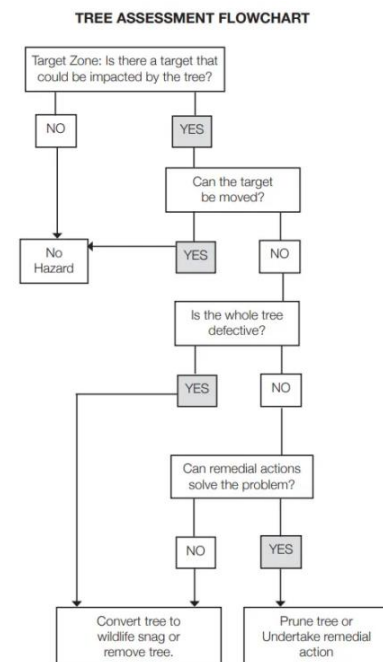 TREE ASSESSMENT FLOWCHART
Target Zone: Is there a target that
could be impacted by the tree?
NO
YES
Can the target
be moved?
No
Hazard
YES
NO
Is the whole tree
defective?
YES
NO
Can remedial actions
solve the problem?
NO
YES
Convert tree to
wildlife snag or
remove tree.
Prune tree or
Undertake remedial
action